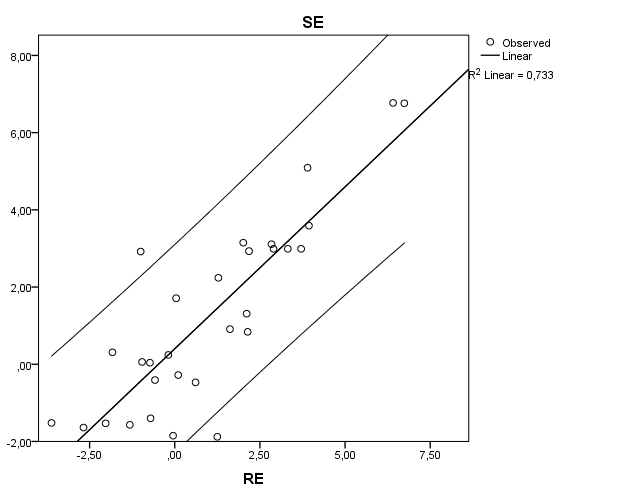 SE
Observed
Linear
R² Linear = 0,733
8,00
6,00
4,00
2,00
,00
-2,00
-2,50 ,00 2,50 5,00 7,50
RE